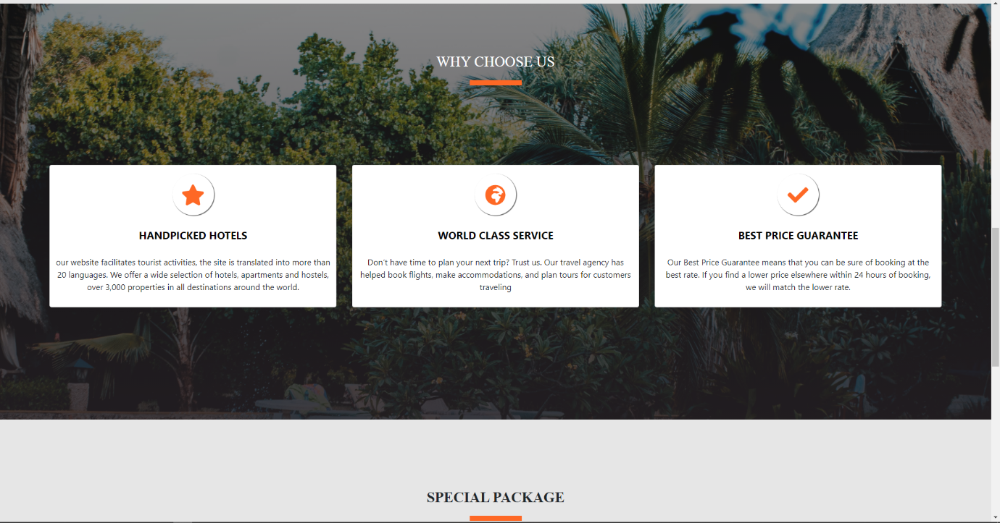 WHY CHOOSE US
HANDPICKED HOTELS
our website facilitates tourist activities, the site is translated into more than
20 languages. We offer a wide selection of hotels, apartments and hostels,
over 3,000 properties in all destinations around the world.
WORLD CLASS SERVICE
Don't have time to plan your next trip? Trust us. Our travel agency has
helped book flights, make accommodations, and plan tours for customers
traveling
BEST PRICE GUARANTEE
Our Best Price Guarantee means that you can be sure of booking at the
best rate. If you find a lower price elsewhere within 24 hours of booking,
we will match the lower rate.
SPECIAL PACKAGE